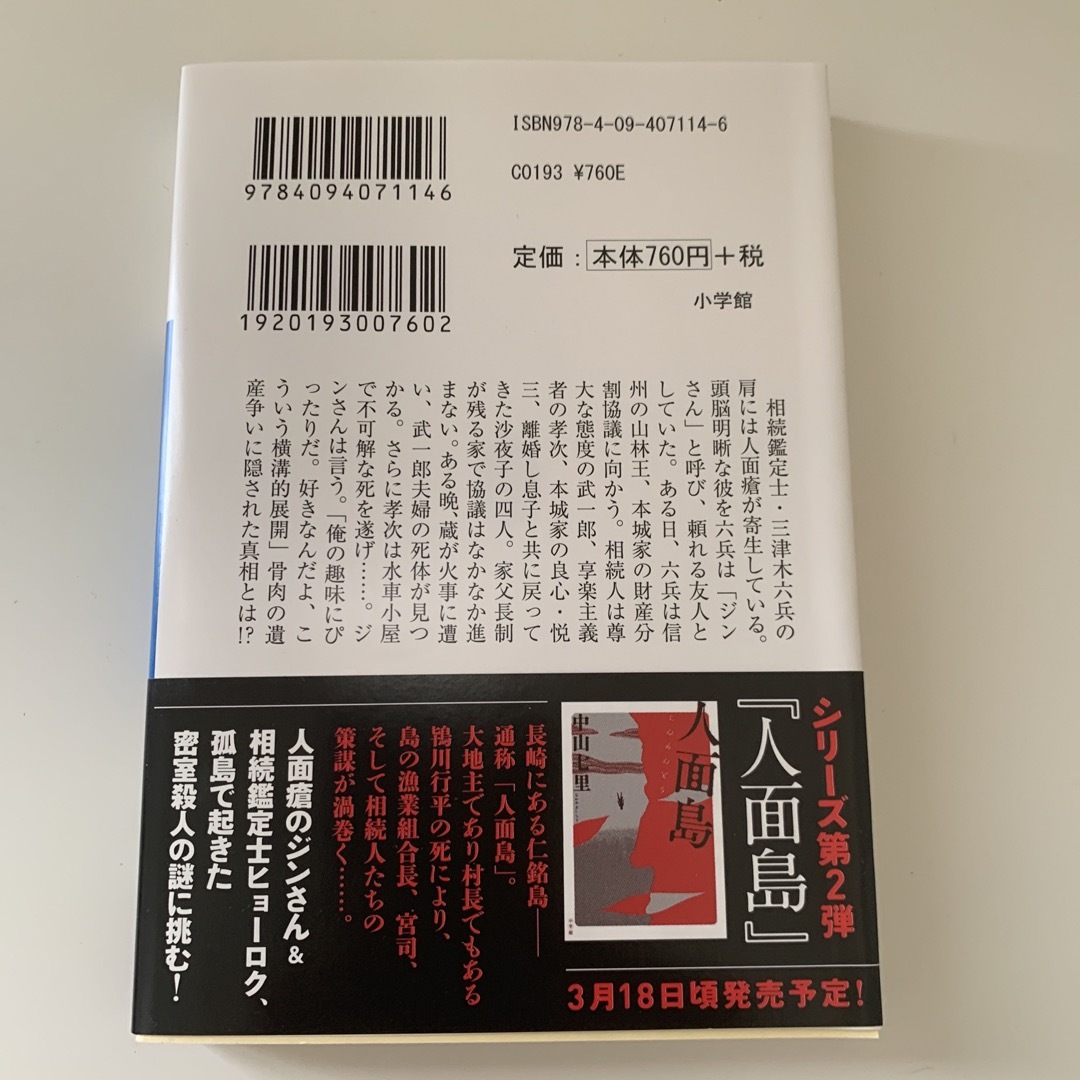 9784094071146
1920193007602
ISBN978-4-09-407114-6
C0193 ¥760E
定価：本体760円＋税
小学館
相続鑑定士・三津木六兵の
肩には人面瘡が寄生している。
頭脳明晰な彼を六兵は「ジン
さん」と呼び、頼れる友人と
していた。ある日、六兵は信
州の山林王、本城家の財産分
割協議に向かう。相続人は尊
大な態度の武一郎、享楽主義
者の孝次、本城家の良心・悦
三、離婚し息子と共に戻って
きた沙夜子の四人。家父長制
が残る家で協議はなかなか進
まない。ある晩、蔵が火事に遭
い、武一郎夫婦の死体が見つ
かる。さらに孝次は水車小屋
で不可解な死を遂げ……。ジ
ンさんは言う。「俺の趣味にぴ
ったりだ。好きなんだよ、こ
ういう横溝的展開」骨肉の遺
産争いに隠された真相とは!?
シリーズ第2弾
『人面島』
人面島
にんめんとう
中山七里
小学館
3月18日頃発売予定！
長崎にある仁銘島――
通称「人面島」。
大地主であり村長でもある
鴇川行平の死により、
島の漁業組合長、宮司、
そして相続人たちの
策謀が渦巻く……。
人面瘡のジンさん＆
相続鑑定士ヒョーロク、
孤島で起きた
密室殺人の謎に挑む！